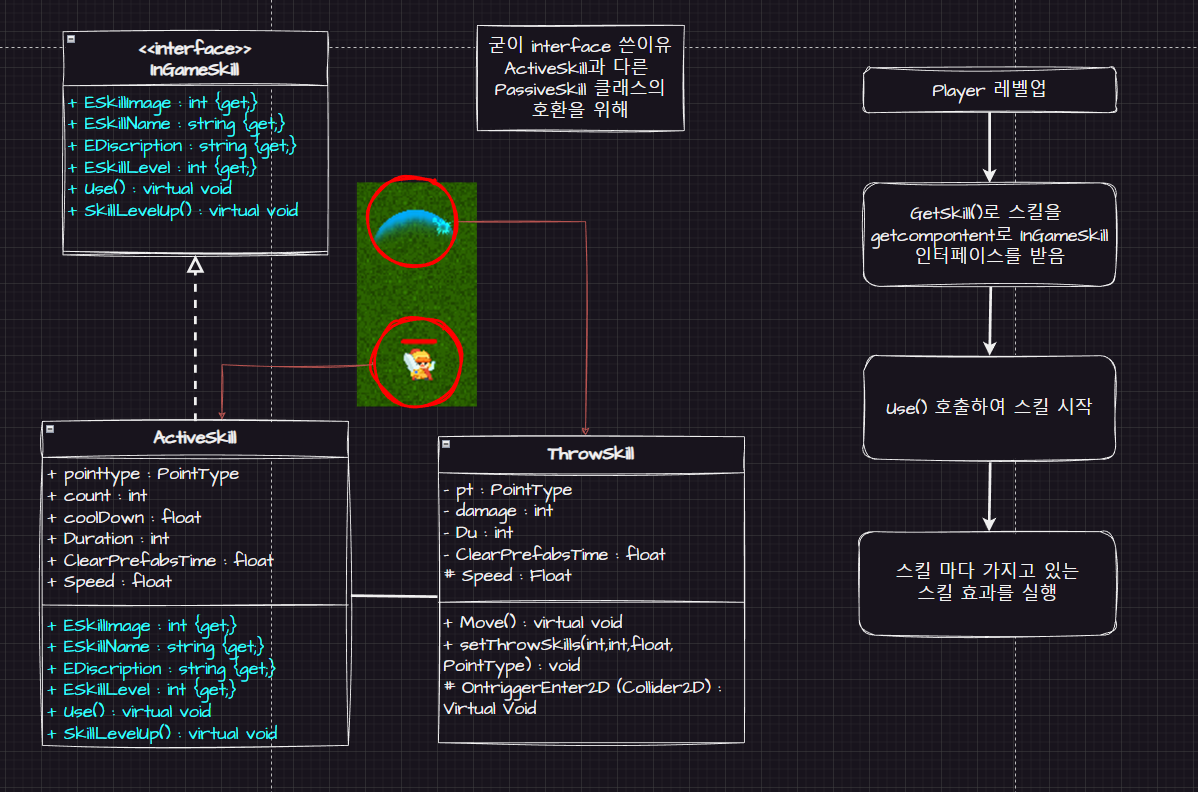 <<interface>>
InGameSkill
+ ESkillImage : int {get;}
+ ESkillName : string {get;}
+ EDiscription : string {get;}
+ ESkillLevel : int {get;}
+ Use() : virtual void
+ SkillLevelUp() : virtual void
굳이 interface 쓴이유
ActiveSkill과 다른
PassiveSkill 클래스의
호환을 위해
ActiveSkill
+ pointtype : PointType
+ count : int
+ coolDown : float
+ Duration : int
+ ClearPrefabsTime : float
+ Speed : float
+ ESkillImage : int {get;}
+ ESkillName : string {get;}
+ EDiscription : string {get;}
+ ESkillLevel : int {get;}
+ Use() : virtual void
+ SkillLevelUp() : virtual void
ThrowSkill
- pt : PointType
- damage : int
- Du : int
- ClearPrefabsTime : float
# Speed : Float
+ Move() : virtual void
+ setThrowSkills(int,int,float,
PointType) : void
# OntriggerEnter2D (Collider2D) :
Virtual Void
Player 레벨업
GetSkill()로 스킬을
getcompontent로 InGameSkill
인터페이스를 받음
Use() 호출하여 스킬 시작
스킬 마다 가지고 있는
스킬 효과를 실행